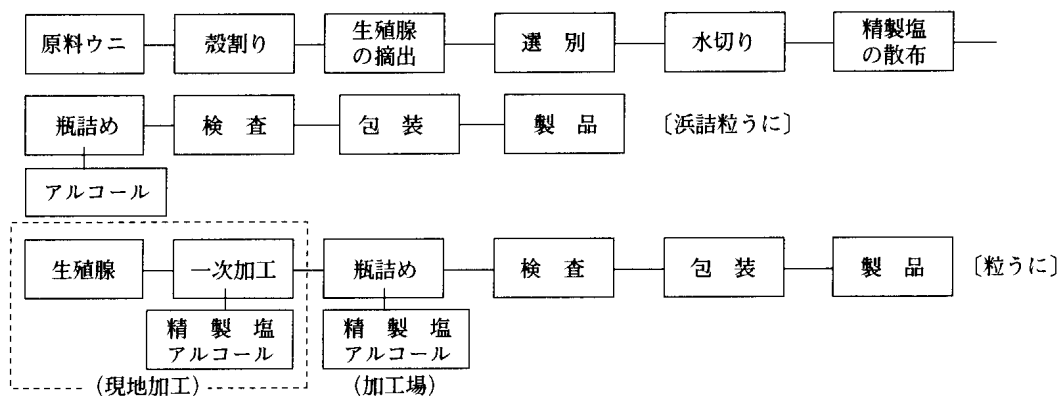 原料ウニ
殻割り
生殖腺
の摘出
選 別
水切り
精製塩
の散布
瓶詰め
検 査
包 装
製 品
〔浜詰粒うに〕
アルコール
生殖腺
一次加工
瓶詰め
検 査
包 装
製 品
〔粒うに〕
精 製 塩
アルコール
精 製 塩
アルコール
(現地加工)
(加工場)